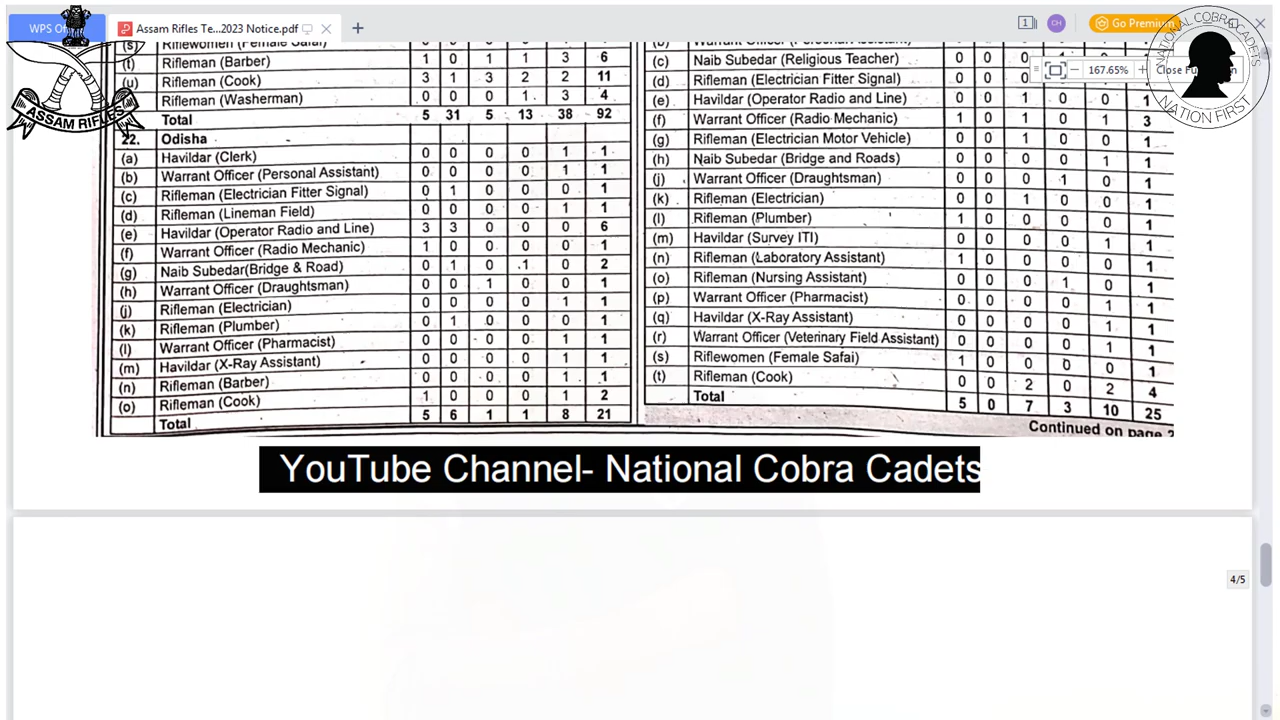 WPS Of
Assam Rifles Te...2023 Notice.pdf
1
CH
Go Premium
167.65%
Close Fu
NATIONAL COBRA CADETS
NATION FIRST
ASSAM RIFLES
(s) Riflewomen (Female Safai)
(t) Rifleman (Barber) 1 0 1 1 3 6
(u) Rifleman (Cook) 3 1 3 2 2 11
Rifleman (Washerman) 0 0 0 1 3 4
Total 5 31 5 13 38 92
22. Odisha
(a) Havildar (Clerk) 0 0 0 0 1 1
(b) Warrant Officer (Personal Assistant) 0 0 0 0 1 1
(c) Rifleman (Electrician Fitter Signal) 0 1 0 0 0 1
(d) Rifleman (Lineman Field) 0 0 0 0 1 1
(e) Havildar (Operator Radio and Line) 3 3 0 0 0 6
(f) Warrant Officer (Radio Mechanic) 1 0 0 0 0 1
(g) Naib Subedar(Bridge & Road) 0 1 0 1 0 2
(h) Warrant Officer (Draughtsman) 0 0 1 0 0 1
(j) Rifleman (Electrician) 0 0 0 0 1 1
(k) Rifleman (Plumber) 0 1 0 0 0 1
(l) Warrant Officer (Pharmacist) 0 0 0 0 1 1
(m) Havildar (X-Ray Assistant) 0 0 0 0 1 1
(n) Rifleman (Barber) 0 0 0 0 1 1
(o) Rifleman (Cook) 1 0 0 0 1 2
Total 5 6 1 1 8 21
(b) Warrant Officer (Personal Assistant)
(c) Naib Subedar (Religious Teacher) 0 0 0
(d) Rifleman (Electrician Fitter Signal) 0 0 0
(e) Havildar (Operator Radio and Line) 0 0 1 0 0 1
(f) Warrant Officer (Radio Mechanic) 1 0 1 0 1 3
(g) Rifleman (Electrician Motor Vehicle) 0 0 1 0 0 1
(h) Naib Subedar (Bridge and Roads) 0 0 0 0 1 1
(j) Warrant Officer (Draughtsman) 0 0 0 1 0 1
(k) Rifleman (Electrician) 0 0 1 0 0 1
(l) Rifleman (Plumber) 1 0 0 0 0 1
(m) Havildar (Survey ITI) 0 0 0 0 1 1
(n) Rifleman (Laboratory Assistant) 1 0 0 0 0 1
(o) Rifleman (Nursing Assistant) 0 0 0 1 0 1
(p) Warrant Officer (Pharmacist) 0 0 0 0 1 1
(q) Havildar (X-Ray Assistant) 0 0 0 0 1 1
(r) Warrant Officer (Veterinary Field Assistant) 0 0 0 0 1 1
(s) Riflewomen (Female Safai) 1 0 0 0 0 1
(t) Rifleman (Cook) 0 0 2 0 2 4
Total 5 0 7 3 10 25
Continued on page
YouTube Channel- National Cobra Cadets
4/5